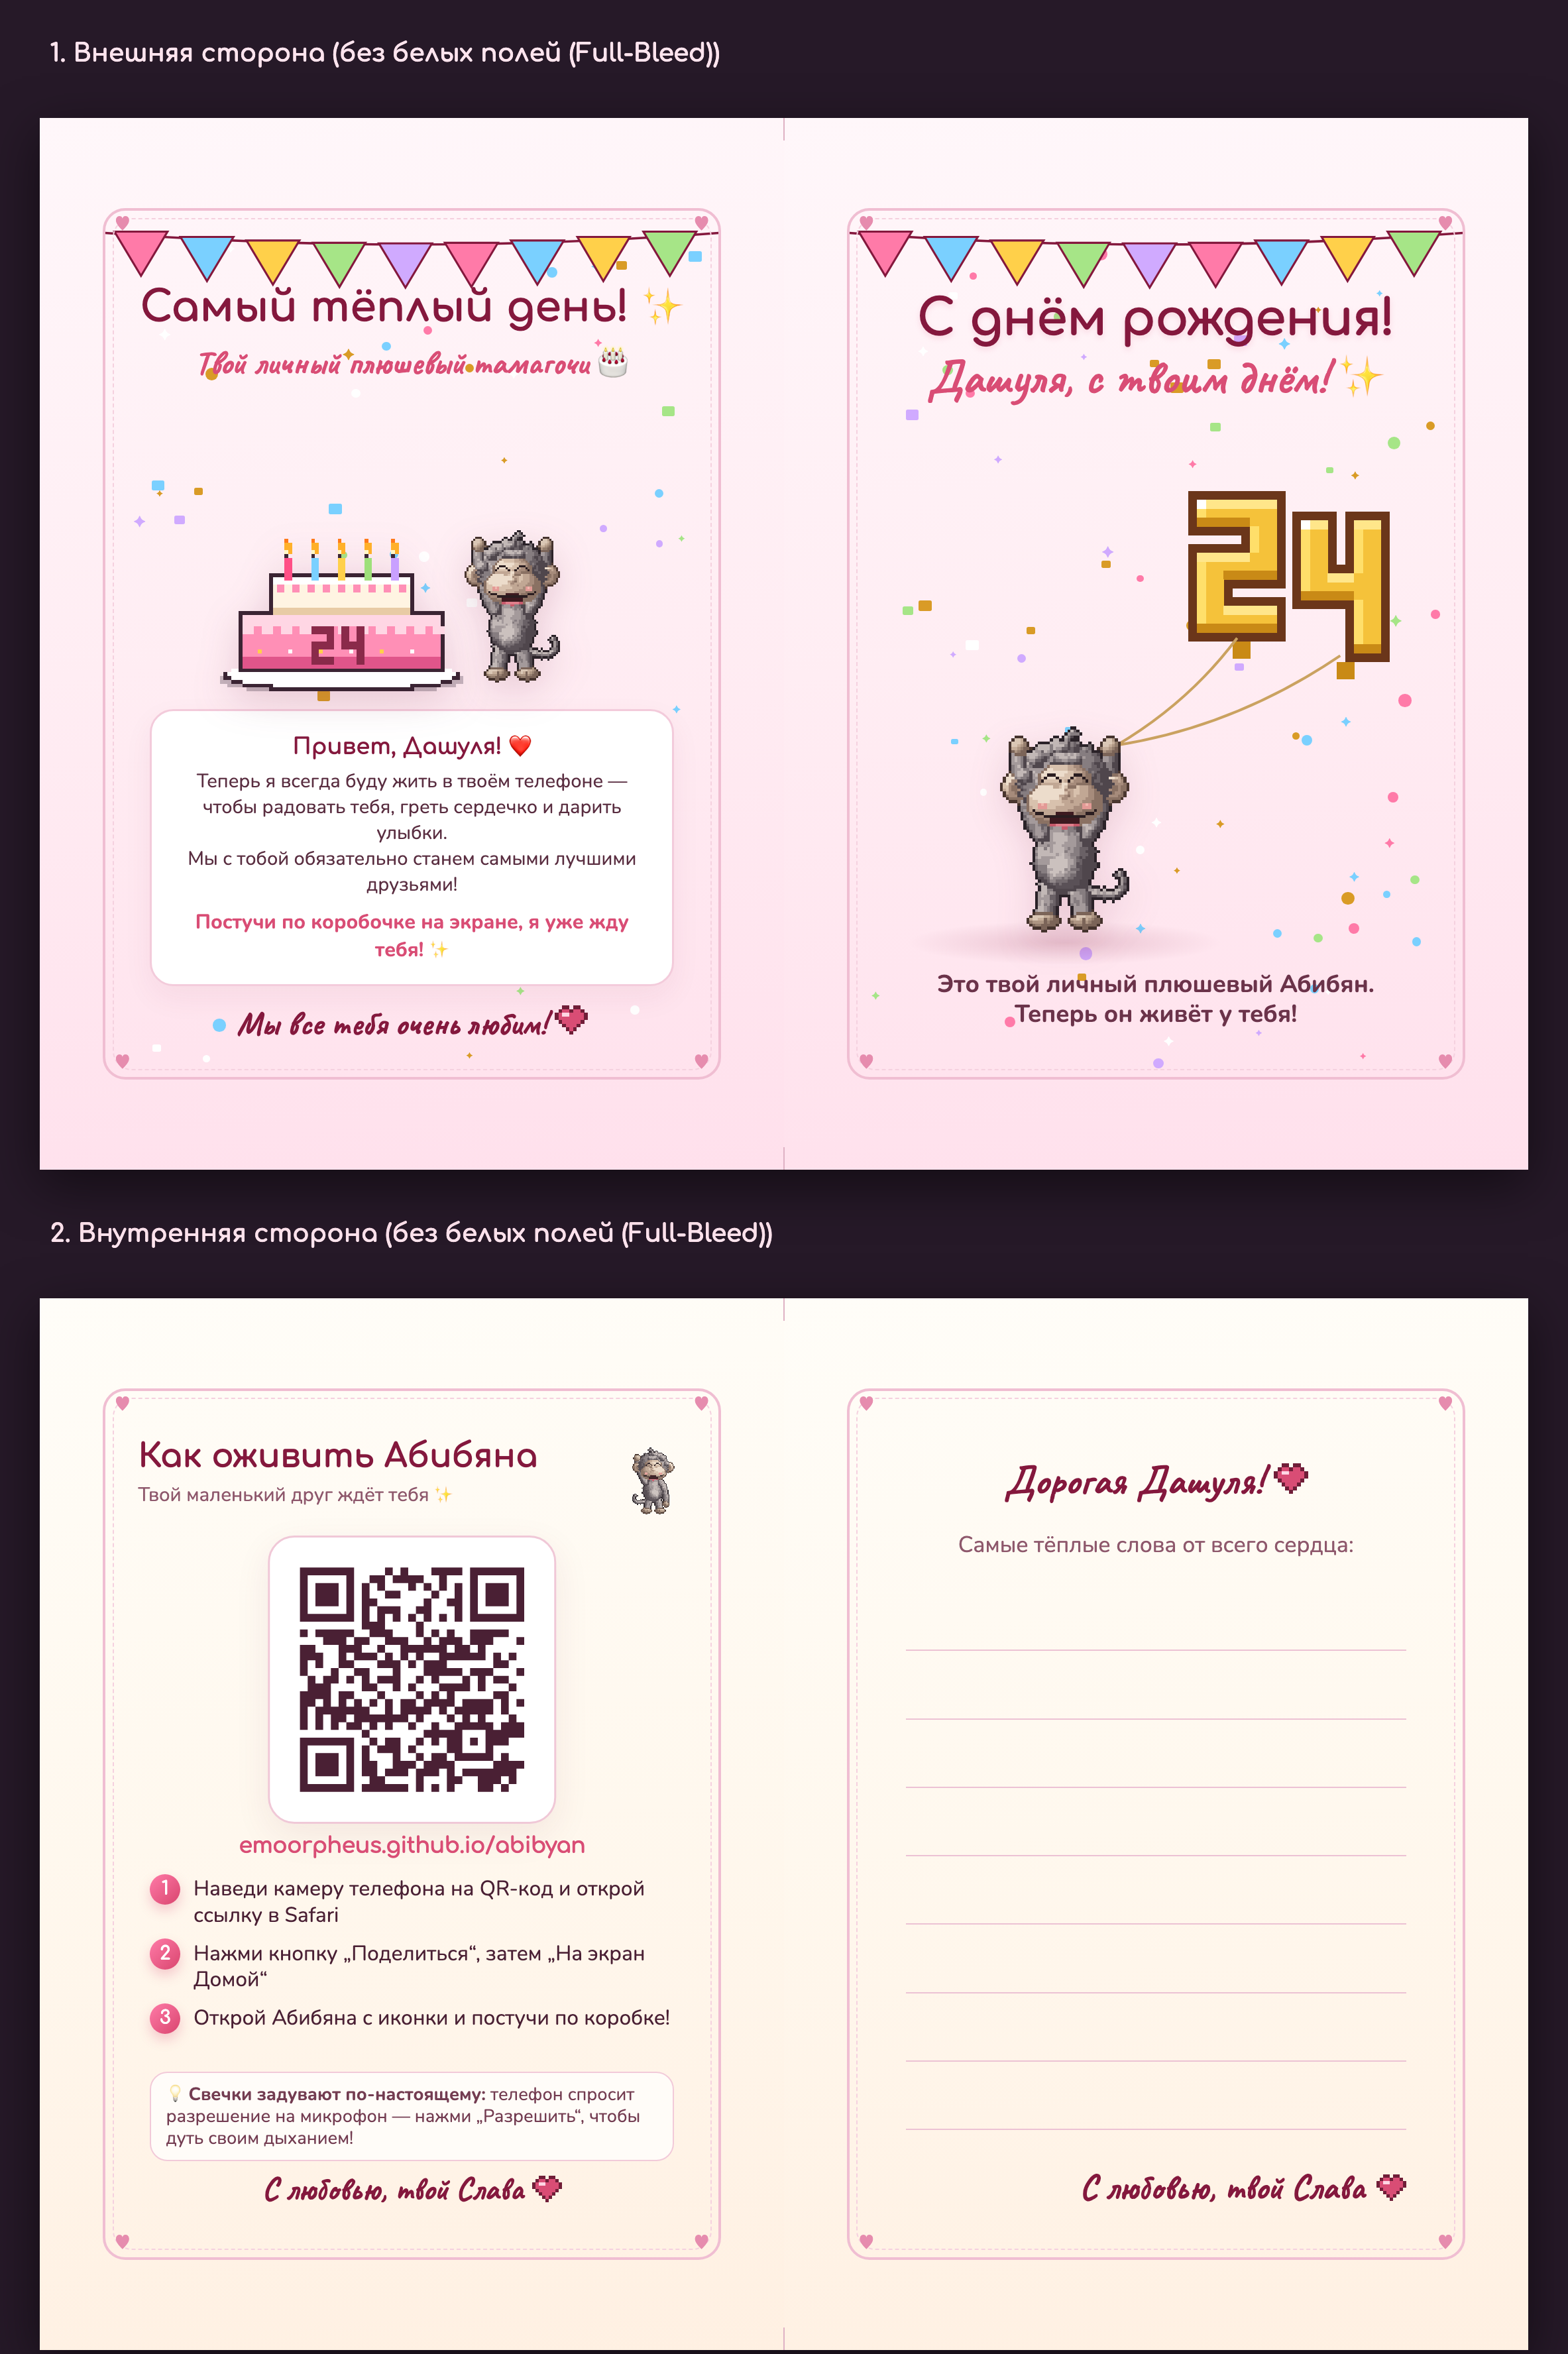 1. Внешняя сторона (без белых полей (Full-Bleed))
Самый тёплый день! ✨
Твой личный плюшевый тамагочи 🎂
24
Привет, Дашуля! ❤️
Теперь я всегда буду жить в твоём телефоне —
чтобы радовать тебя, греть сердечко и дарить
улыбки.
Мы с тобой обязательно станем самыми лучшими
друзьями!
Постучи по коробочке на экране, я уже жду
тебя! ✨
Мы все тебя очень любим!
С днём рождения!
Дашуля, с твоим днём! ✨
24
Это твой личный плюшевый Абибян.
Теперь он живёт у тебя!
2. Внутренняя сторона (без белых полей (Full-Bleed))
Как оживить Абибяна
Твой маленький друг ждёт тебя ✨
emoorpheus.github.io/abibyan
1 Наведи камеру телефона на QR-код и открой
ссылку в Safari
2 Нажми кнопку „Поделиться“, затем „На экран
Домой“
3 Открой Абибяна с иконки и постучи по коробке!
💡 Свечки задувают по-настоящему: телефон спросит
разрешение на микрофон — нажми „Разрешить“, чтобы
дуть своим дыханием!
С любовью, твой Слава
Дорогая Дашуля!
Самые тёплые слова от всего сердца:
С любовью, твой Слава